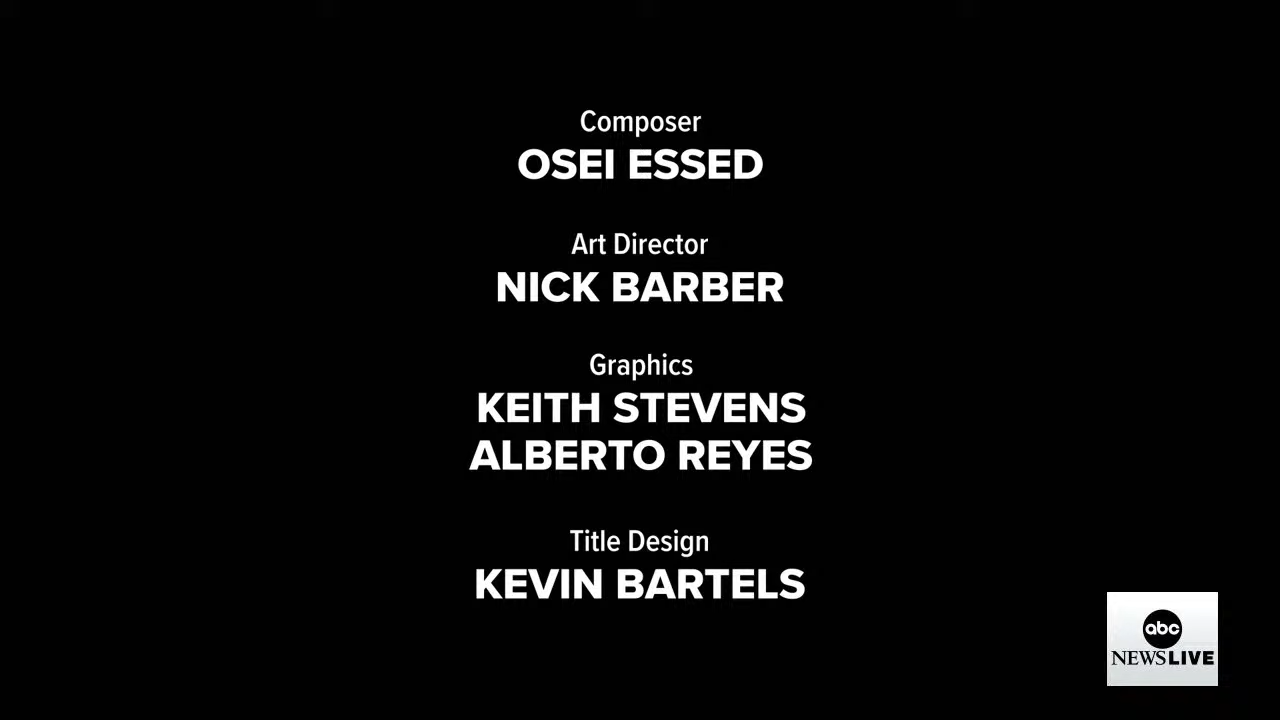 Composer
OSEI ESSED
Art Director
NICK BARBER
Graphics
KEITH STEVENS
ALBERTO REYES
Title Design
KEVIN BARTELS
abc
NEWSLIVE